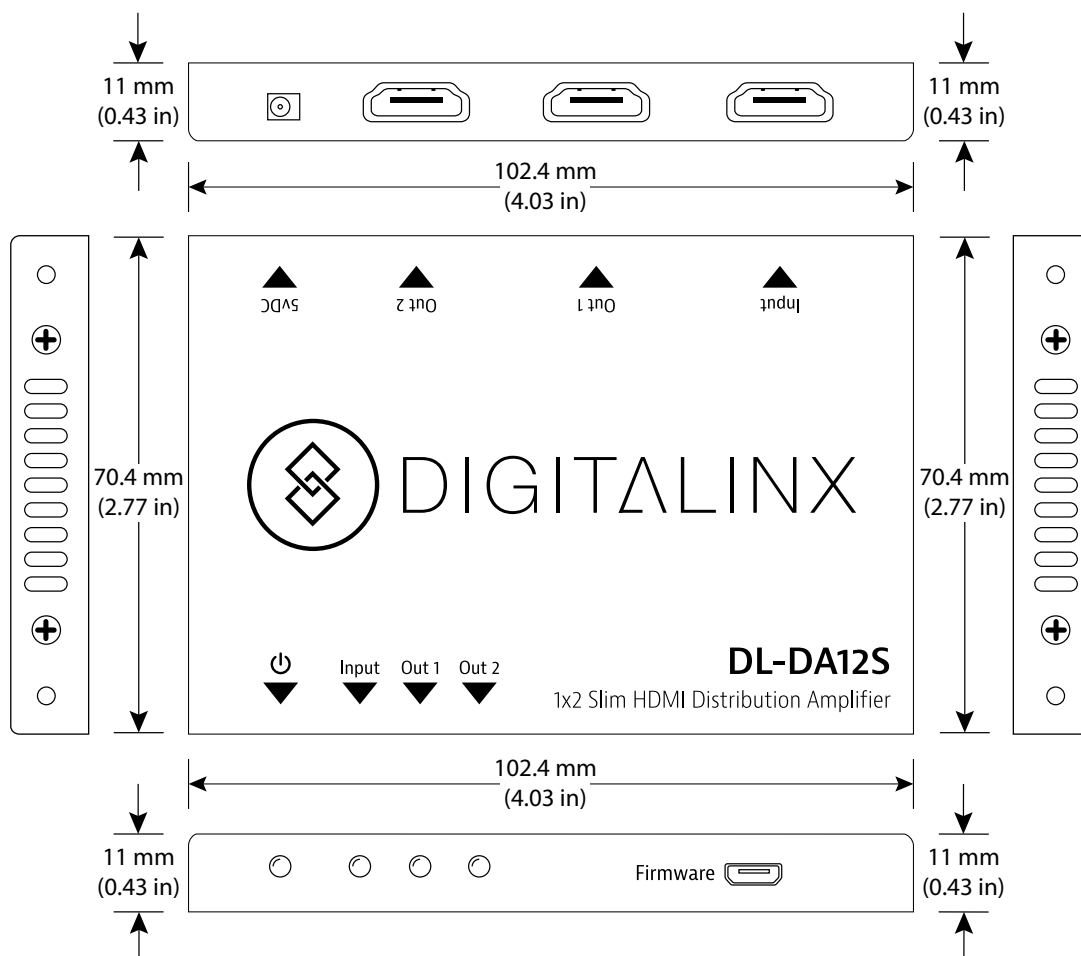 11 mm
(0.43 in)
11 mm
(0.43 in)
102.4 mm
(4.03 in)
5vDC
Out 2
Out 1
Input
70.4 mm
(2.77 in)
DIGITALINX
70.4 mm
(2.77 in)
Input
Out 1
Out 2
DL-DA12S
1x2 Slim HDMI Distribution Amplifier
102.4 mm
(4.03 in)
11 mm
(0.43 in)
Firmware
11 mm
(0.43 in)